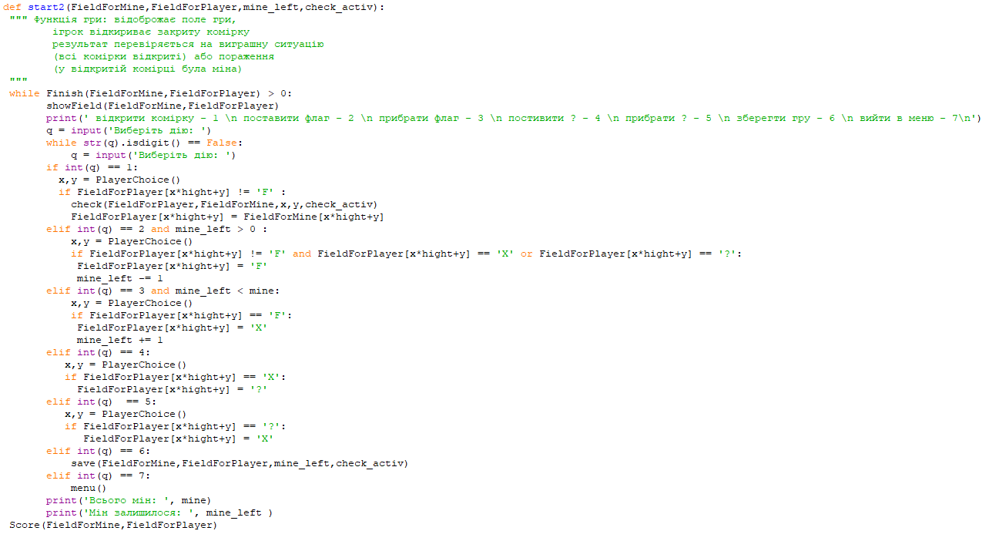 def start2(FieldForMine,FieldForPlayer,mine_left,check_activ):
 """ Функція гри: відоброжає поле гри,
        ігрок відкириває закриту комірку
        результат перевіряється на виграшну ситуацію
        (всі комірки відкриті) або пораження
        (у відкритій комірці була міна)
 """
 while Finish(FieldForMine,FieldForPlayer) > 0:
       showField(FieldForMine,FieldForPlayer)
       print(' відкрити комірку - 1 \n поставити флаг - 2 \n прибрати флаг - 3 \n постивити ? - 4 \n прибрати ? - 5 \n зберегти гру - 6 \n вийти в меню - 7\n')
       q = input('Виберіть дію: ')
       while str(q).isdigit() == False:
           q = input('Виберіть дію: ')
       if int(q) == 1:
         x,y = PlayerChoice()
         if FieldForPlayer[x*hight+y] != 'F' :
           check(FieldForPlayer,FieldForMine,x,y,check_activ)
           FieldForPlayer[x*hight+y] = FieldForMine[x*hight+y]
       elif int(q) == 2 and mine_left > 0 :
           x,y = PlayerChoice()
           if FieldForPlayer[x*hight+y] != 'F' and FieldForPlayer[x*hight+y] == 'X' or FieldForPlayer[x*hight+y] == '?':
            FieldForPlayer[x*hight+y] = 'F'
            mine_left -= 1
       elif int(q) == 3 and mine_left < mine:
           x,y = PlayerChoice()
           if FieldForPlayer[x*hight+y] == 'F':
            FieldForPlayer[x*hight+y] = 'X'
            mine_left += 1
       elif int(q) == 4:
          x,y = PlayerChoice()
          if FieldForPlayer[x*hight+y] == 'X':
            FieldForPlayer[x*hight+y] = '?'
       elif int(q)  == 5:
          x,y = PlayerChoice()
          if FieldForPlayer[x*hight+y] == '?':
             FieldForPlayer[x*hight+y] = 'X'
       elif int(q) == 6:
           save(FieldForMine,FieldForPlayer,mine_left,check_activ)
       elif int(q) == 7:
           menu()
       print('Всього мін: ', mine)
       print('Мін залишилося: ', mine_left )
 Score(FieldForMine,FieldForPlayer)